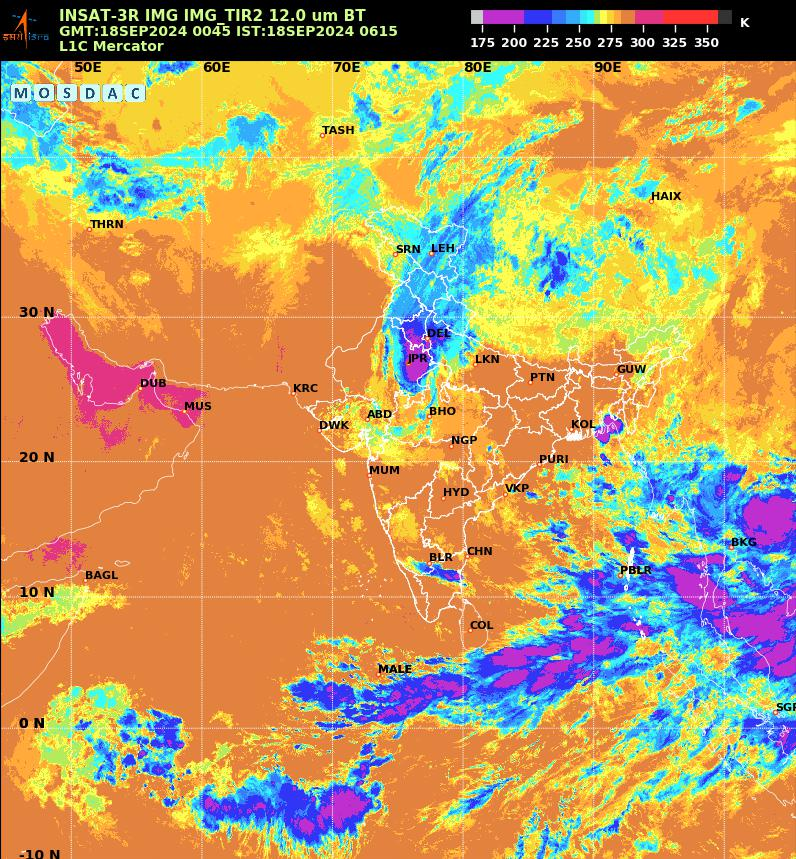 INSAT-3R IMG IMG_TIR2 12.0 um BT
GMT:18SEP2024 0045 IST:18SEP2024 0615
L1C Mercator
K
175 200 225 250 275 300 325 350
50E 60E 70E 80E 90E
MOSDAC
TASH
HAIX
THRN
SRN LEH
30 N
DEL
JPR LKN
GUW
PTN
DUB
KRC
MUS
ABD BHO
DWK KOL
NGP
20 N PURI
MUM
HYD VKP
BKG
CHN
BLR
PBLR
BAGL
10 N
COL
MALE
SGP
0 N
-10 N